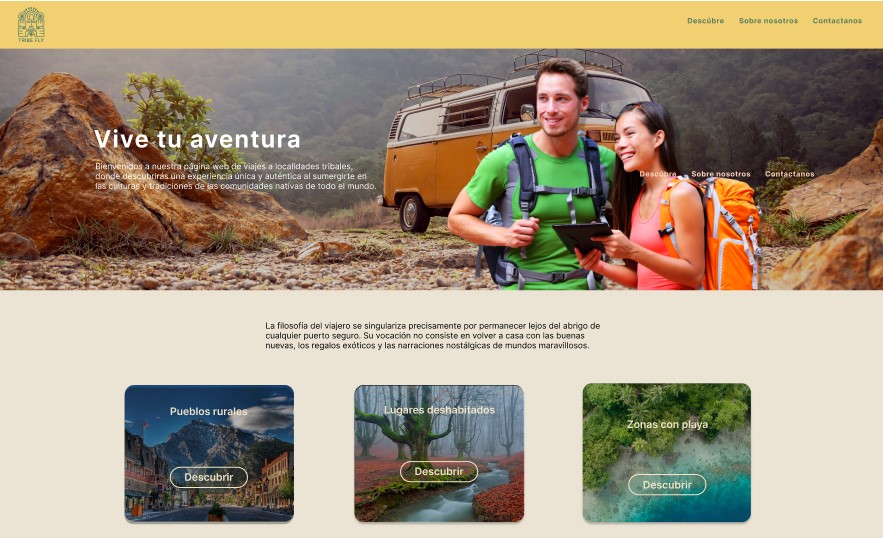 TRIBE FLY
Descúbre Sobre nosotros Contactanos
Vive tu aventura
Bienvenidos a nuestra página web de viajes a localidades tribales,
donde descubrirás una experiencia única y auténtica al sumergirte en
las culturas y tradiciones de las comunidades nativas de todo el mundo.
Descúbre Sobre nosotros Contactanos
La filosofía del viajero se singulariza precisamente por permanecer lejos del abrigo de
cualquier puerto seguro. Su vocación no consiste en volver a casa con las buenas
nuevas, los regalos exóticos y las narraciones nostálgicas de mundos maravillosos.
Pueblos rurales
Descubrir
Lugares deshabitados
Descubrir
Zonas con playa
Descubrir